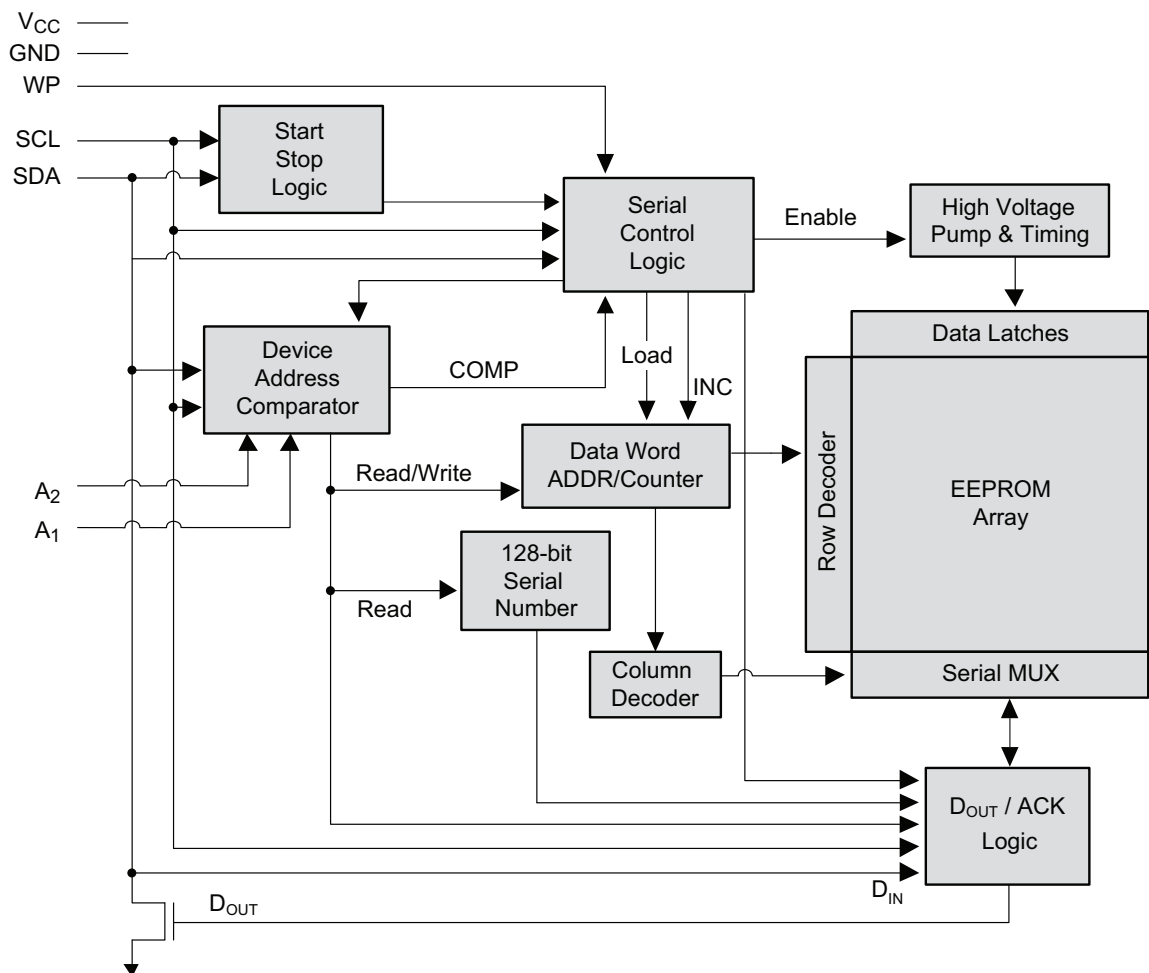 VCC
GND
WP
SCL
SDA
Start
Stop
Logic
Serial
Control
Logic
Enable
High Voltage
Pump & Timing
Data Latches
Device
Address
Comparator
COMP
Load
INC
Data Word
ADDR/Counter
Read/Write
Row Decoder
EEPROM
Array
A2
A1
128-bit
Serial
Number
Read
Column
Decoder
Serial MUX
DOUT / ACK
Logic
DIN
DOUT